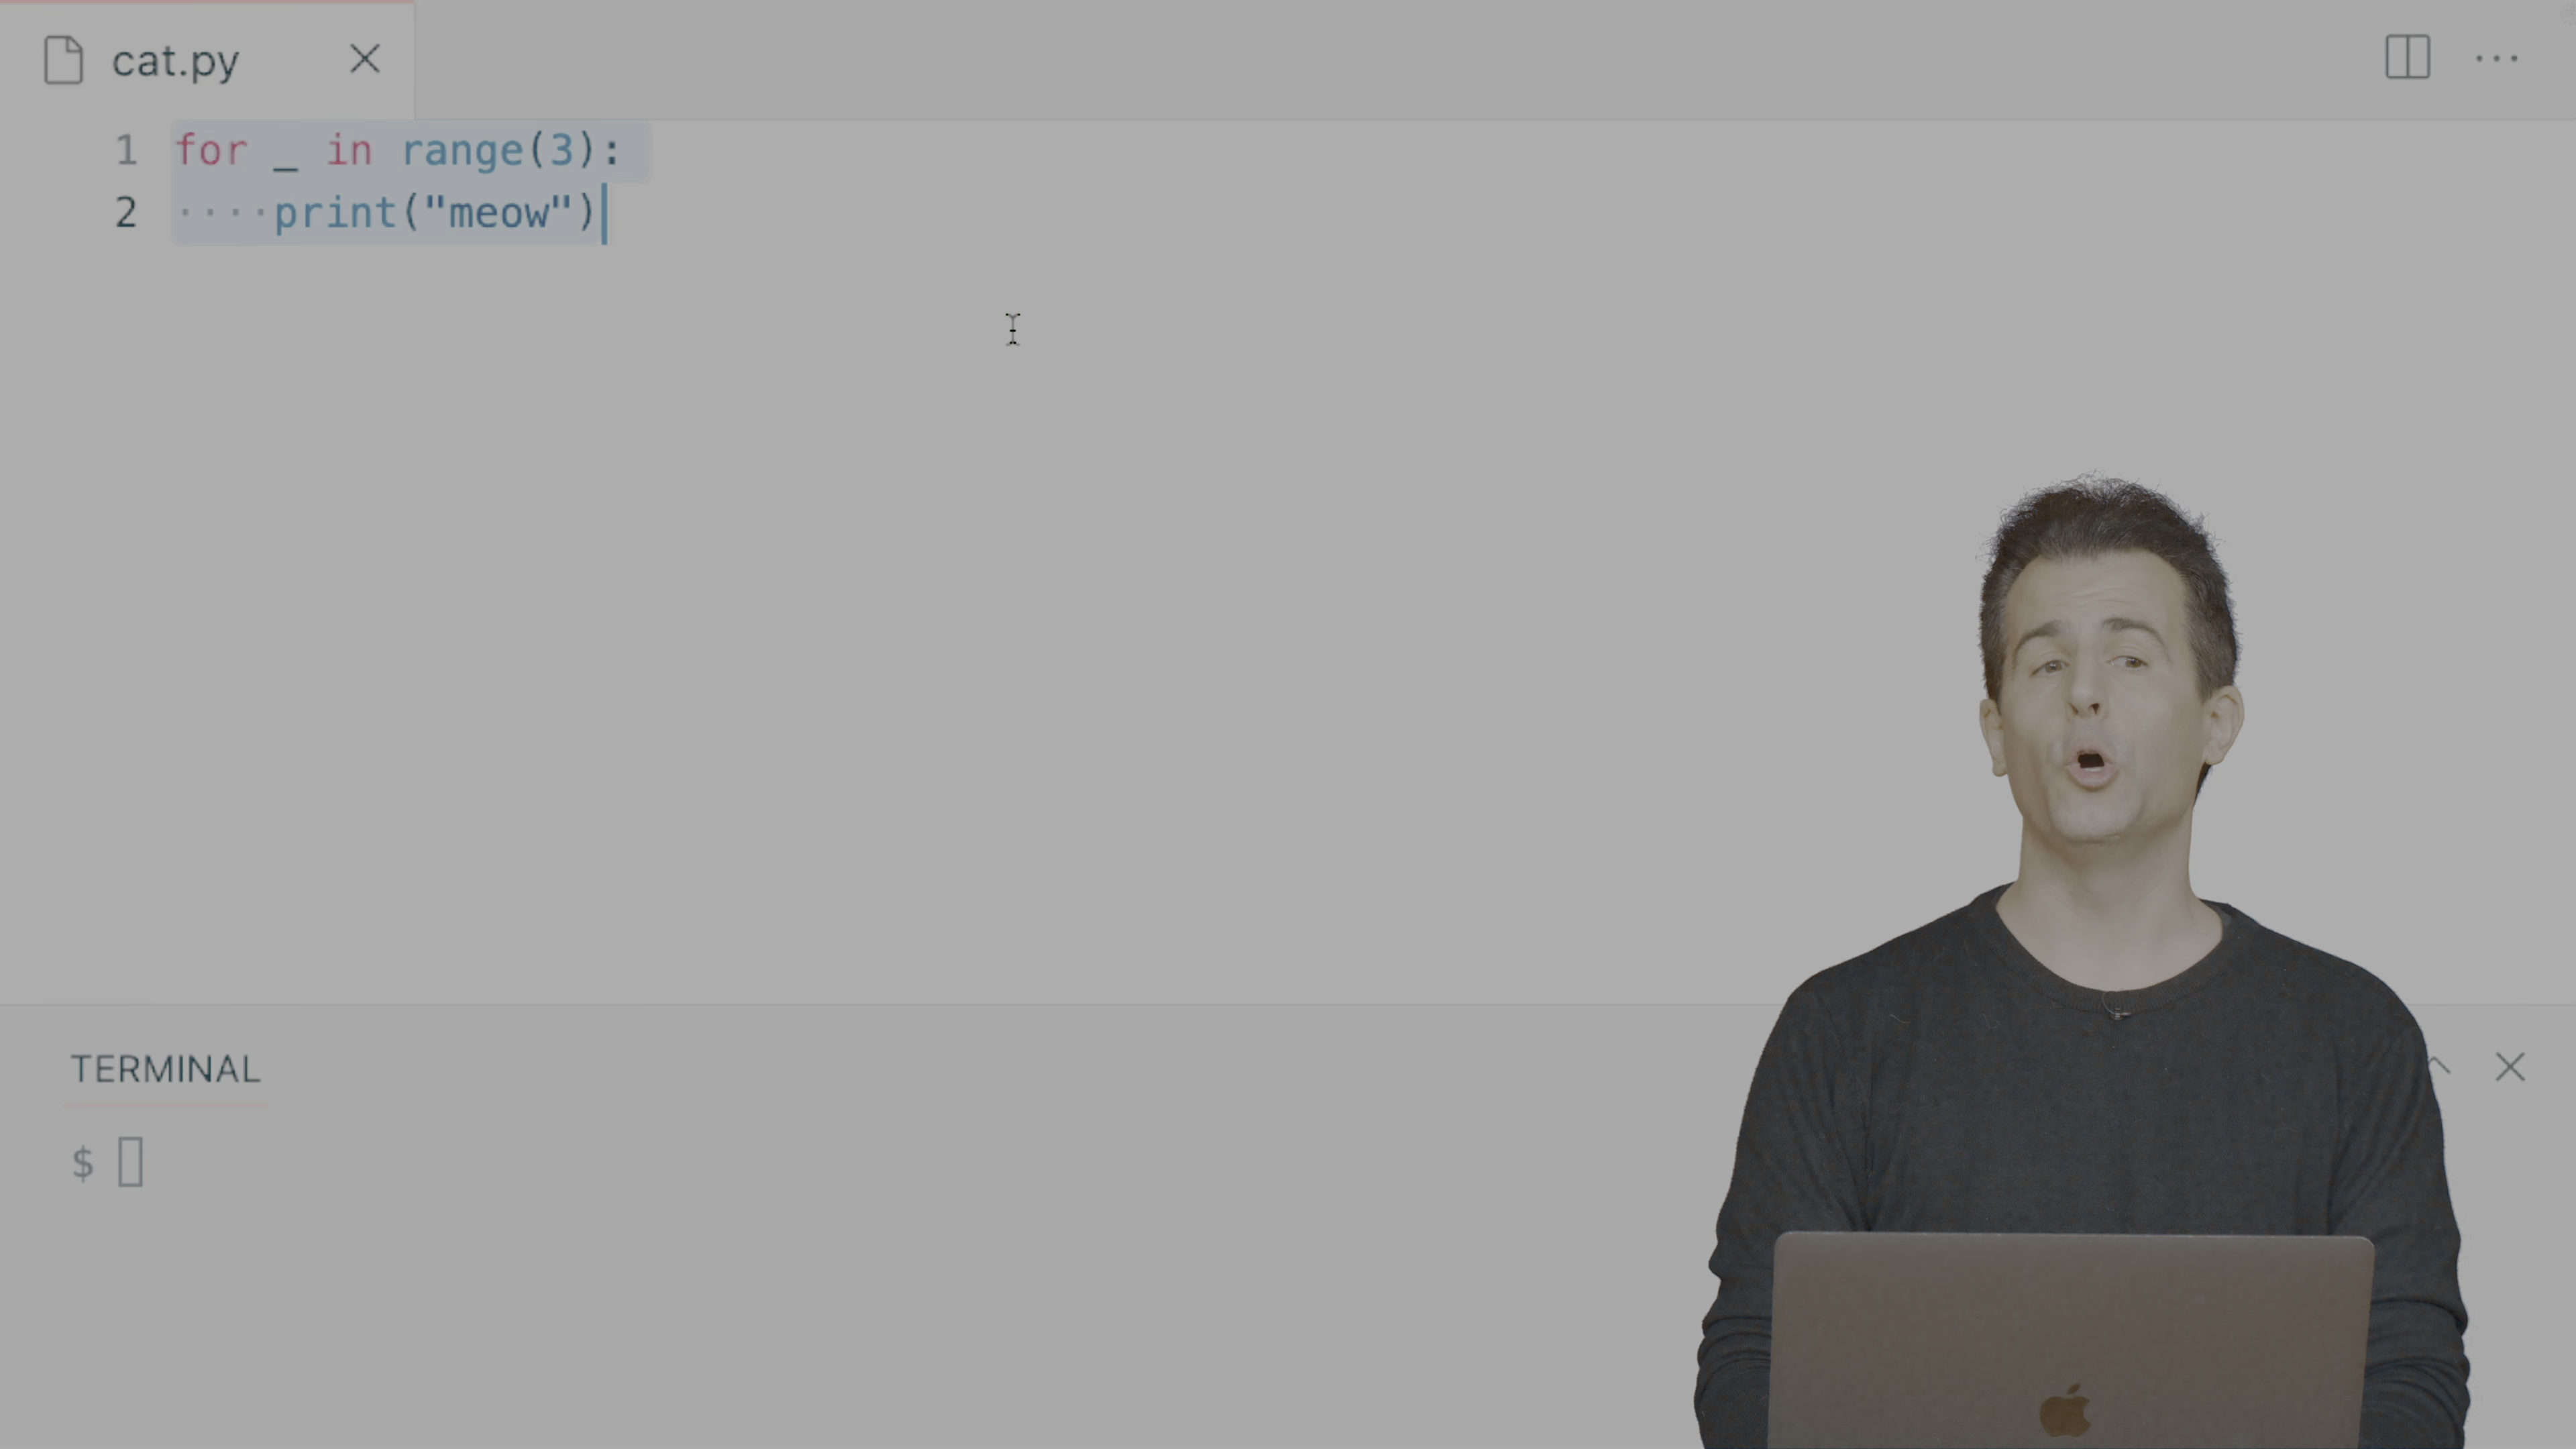 cat.py
1 for _ in range(3):
2 ····print("meow")
TERMINAL
$